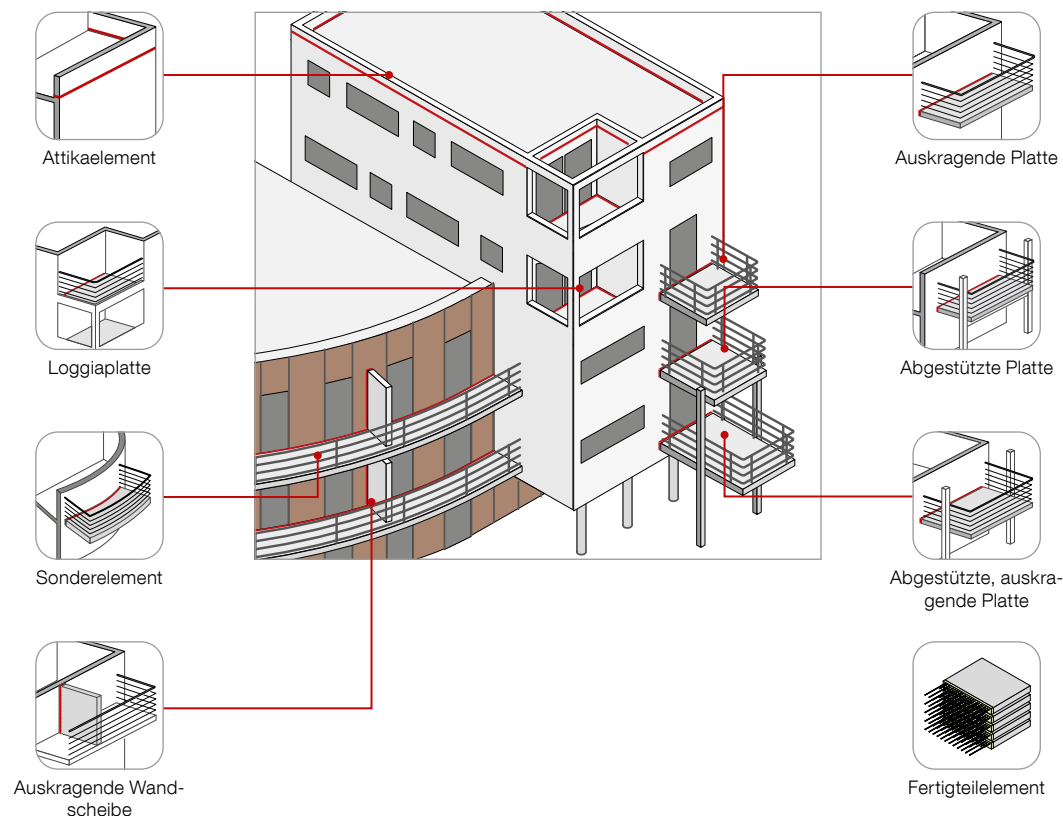 Attikaelement
Auskragende Platte
Loggiaplatte
Abgestützte Platte
Sonderelement
Abgestützte, auskra-
gende Platte
Auskragende Wand-
scheibe
Fertigteilelement